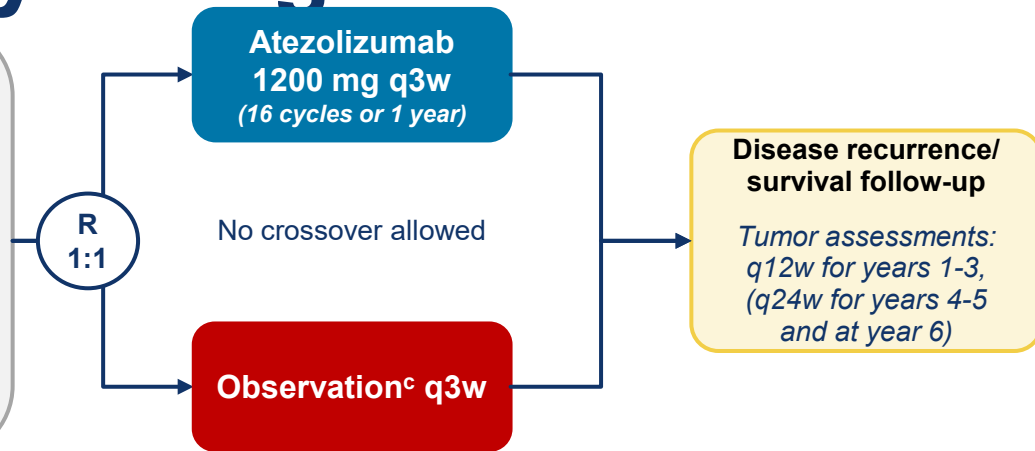 Atezolizumab
1200 mg q3w
(16 cycles or 1 year)
R
1:1
No crossover allowed
Observationᶜ q3w
Disease recurrence/
survival follow-up
Tumor assessments:
q12w for years 1-3,
(q24w for years 4-5
and at year 6)